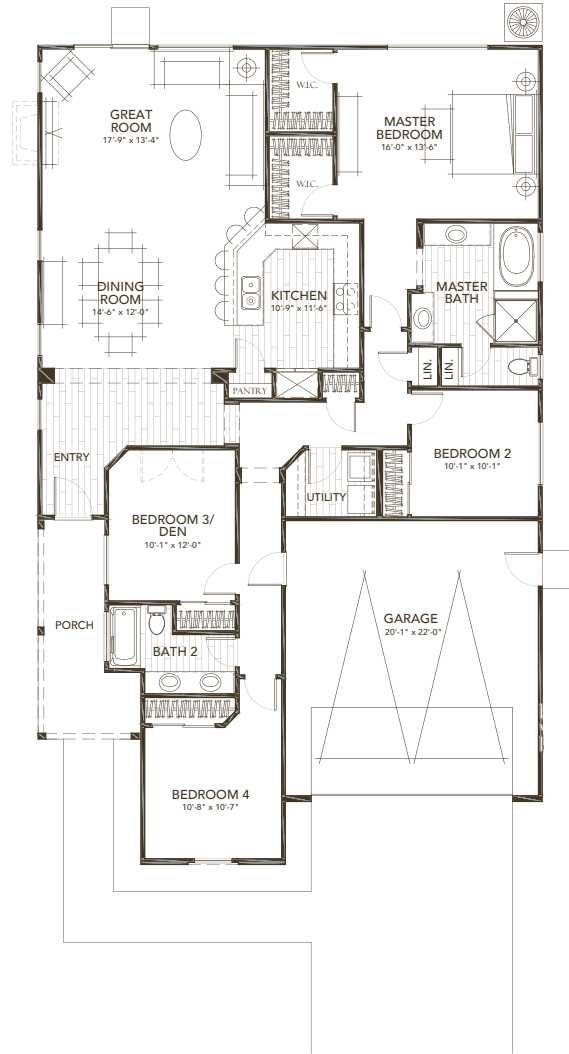 GREAT
ROOM
17'-9" x 13'-4"
W.I.C.
MASTER
BEDROOM
16'-0" x 13'-6"
W.I.C.
DINING
ROOM
14'-6" x 12'-0"
KITCHEN
10'-9" x 11'-6"
MASTER
BATH
LIN.
LIN.
PANTRY
ENTRY
BEDROOM 2
10'-1" x 10'-1"
UTILITY
BEDROOM 3/
DEN
10'-1" x 12'-0"
PORCH
BATH 2
GARAGE
20'-1" x 22'-0"
BEDROOM 4
10'-8" x 10'-7"